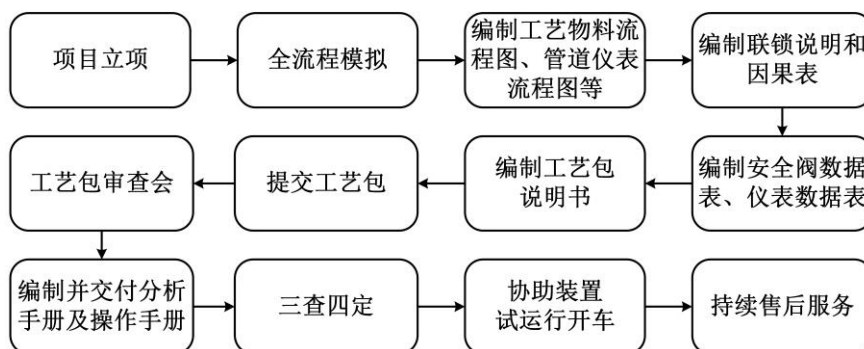 项目立项
全流程模拟
编制工艺物料流
程图、管道仪表
流程图等
编制联锁说明和
因果表
编制安全阀数据
表、仪表数据表
编制工艺包
说明书
提交工艺包
工艺包审查会
编制并交付分析
手册及操作手册
三查四定
协助装置
试运行开车
持续售后服务